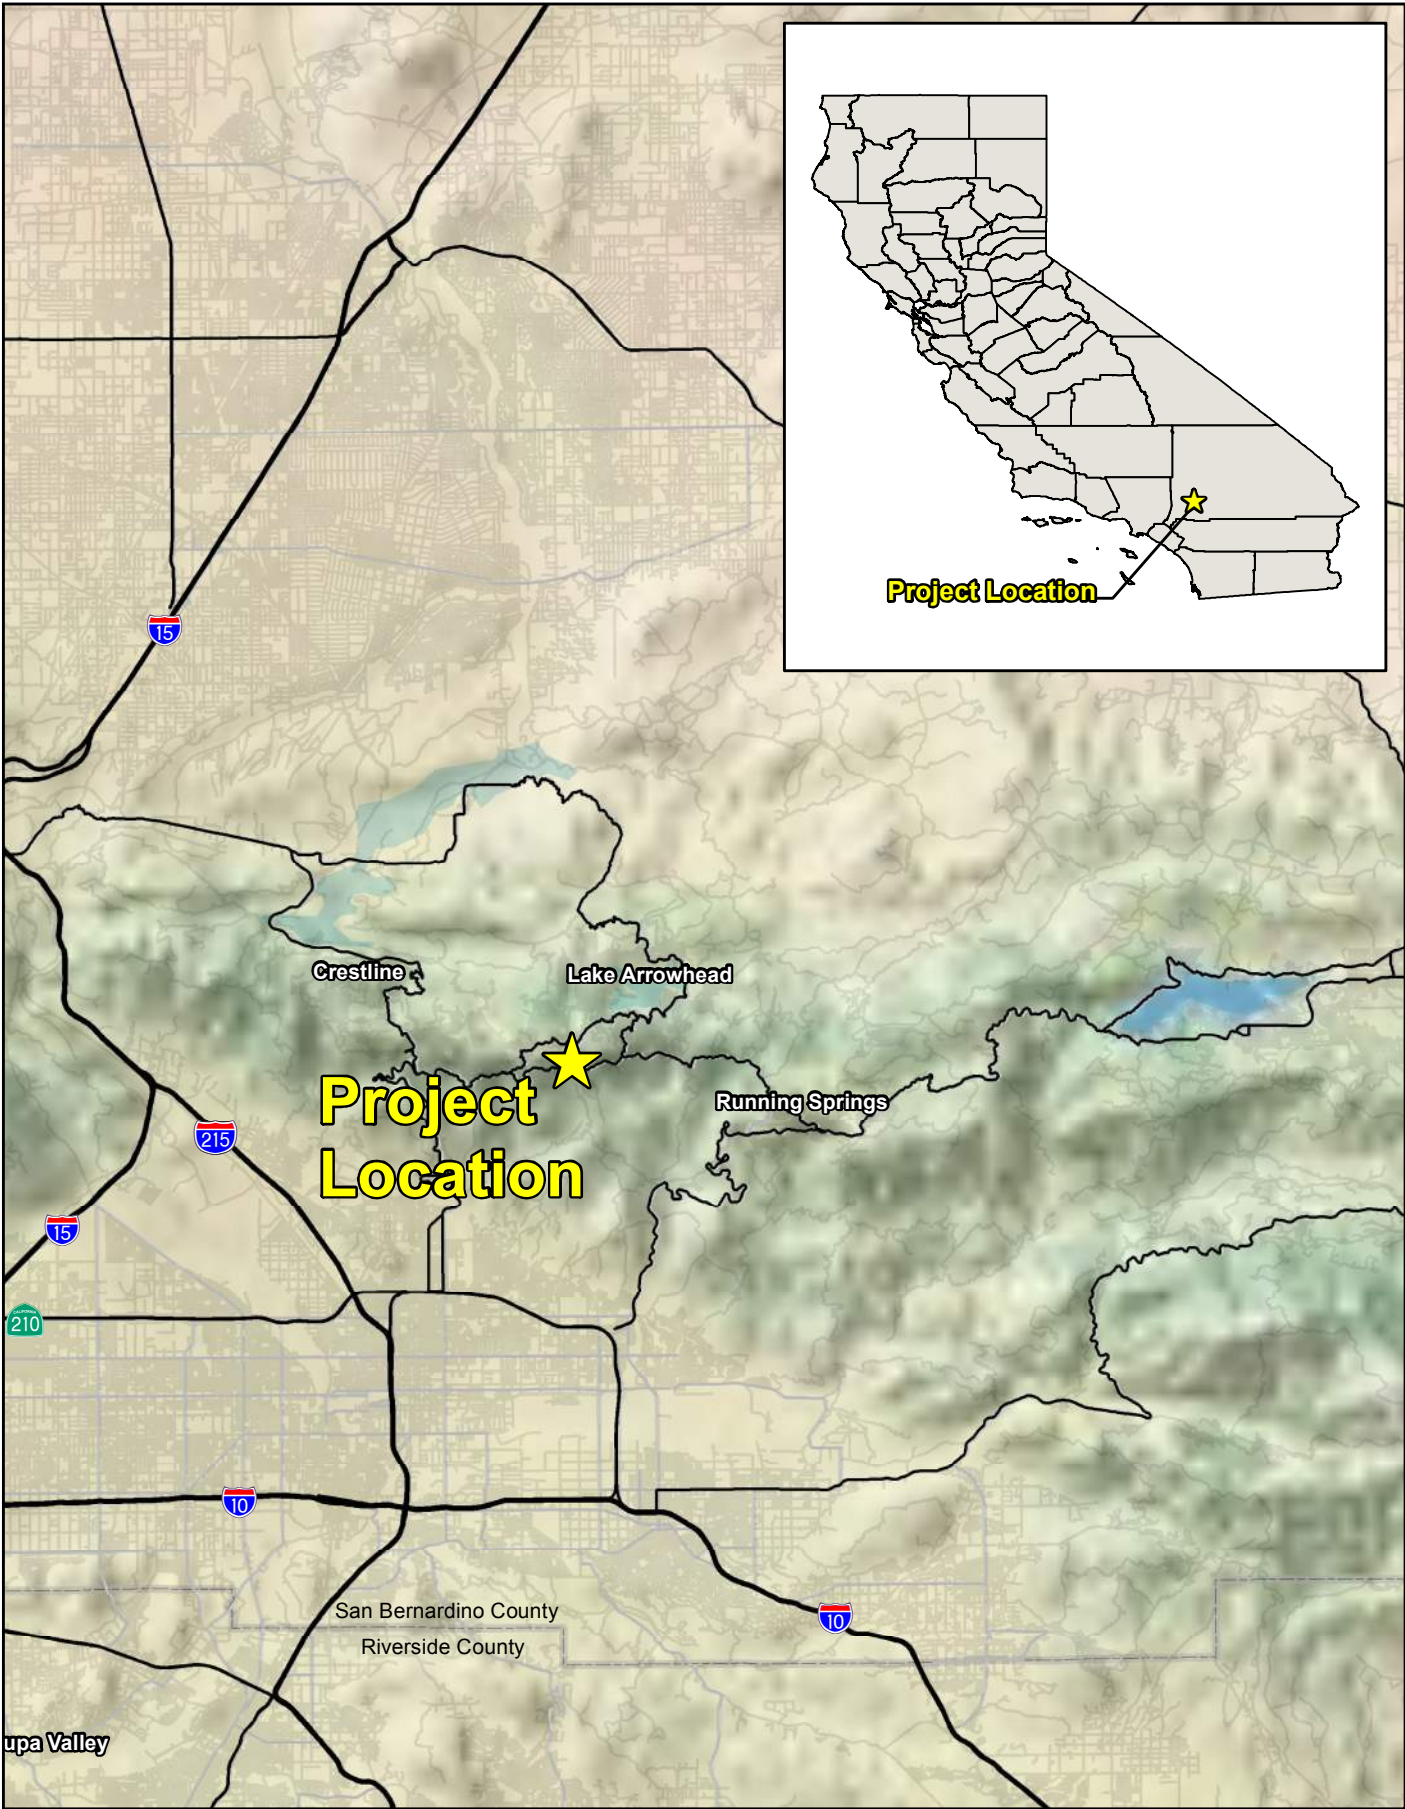 Project Location
15
Crestline
Lake Arrowhead
Project
Location
Running Springs
215
15
CALIFORNIA
210
10
San Bernardino County
10
Riverside County
upa Valley